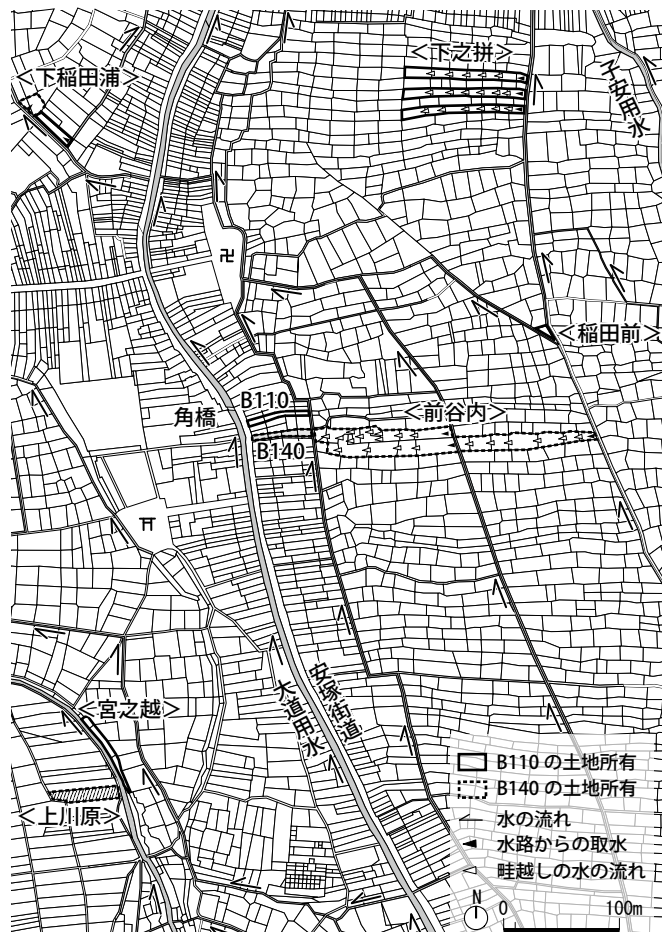 ＜下之拼＞
子安用水
＜下稲田浦＞
卍
＜稲田前＞
B110
＜前谷内＞
角橋
B140
安塚街道
大道用水
＜宮之越＞
＜上川原＞
B110 の土地所有
B140 の土地所有
水の流れ
水路からの取水
畦越しの水の流れ
N
0 100m